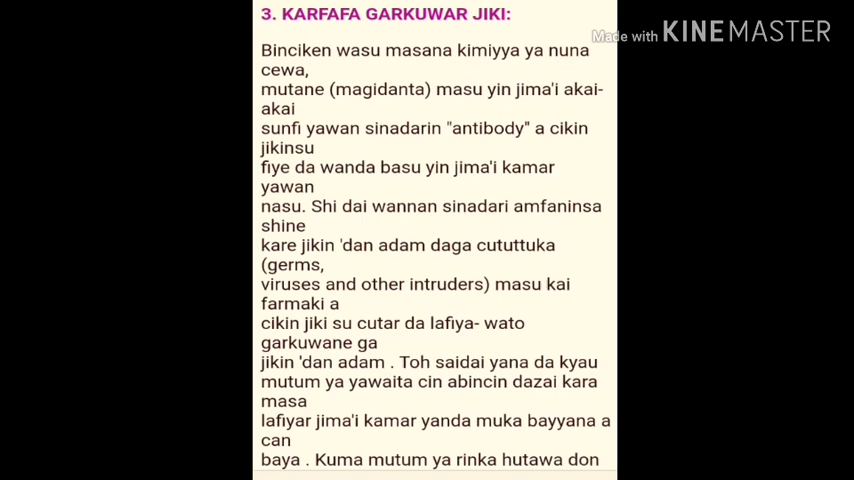 3. KARFAFA GARKUWAR JIKI:
Made with KINEMASTER
Binciken wasu masana kimiyya ya nuna
cewa,
mutane (magidanta) masu yin jima'i akai-
akai
sunfi yawan sinadarin "antibody" a cikin
jikinsu
fiye da wanda basu yin jima'i kamar
yawan
nasu. Shi dai wannan sinadari amfaninsa
shine
kare jikin 'dan adam daga cututtuka
(germs,
viruses and other intruders) masu kai
farmaki a
cikin jiki su cutar da lafiya- wato
garkuwane ga
jikin 'dan adam . Toh saidai yana da kyau
mutum ya yawaita cin abincin dazai kara
masa
lafiyar jima'i kamar yanda muka bayyana a
can
baya . Kuma mutum ya rinka hutawa don